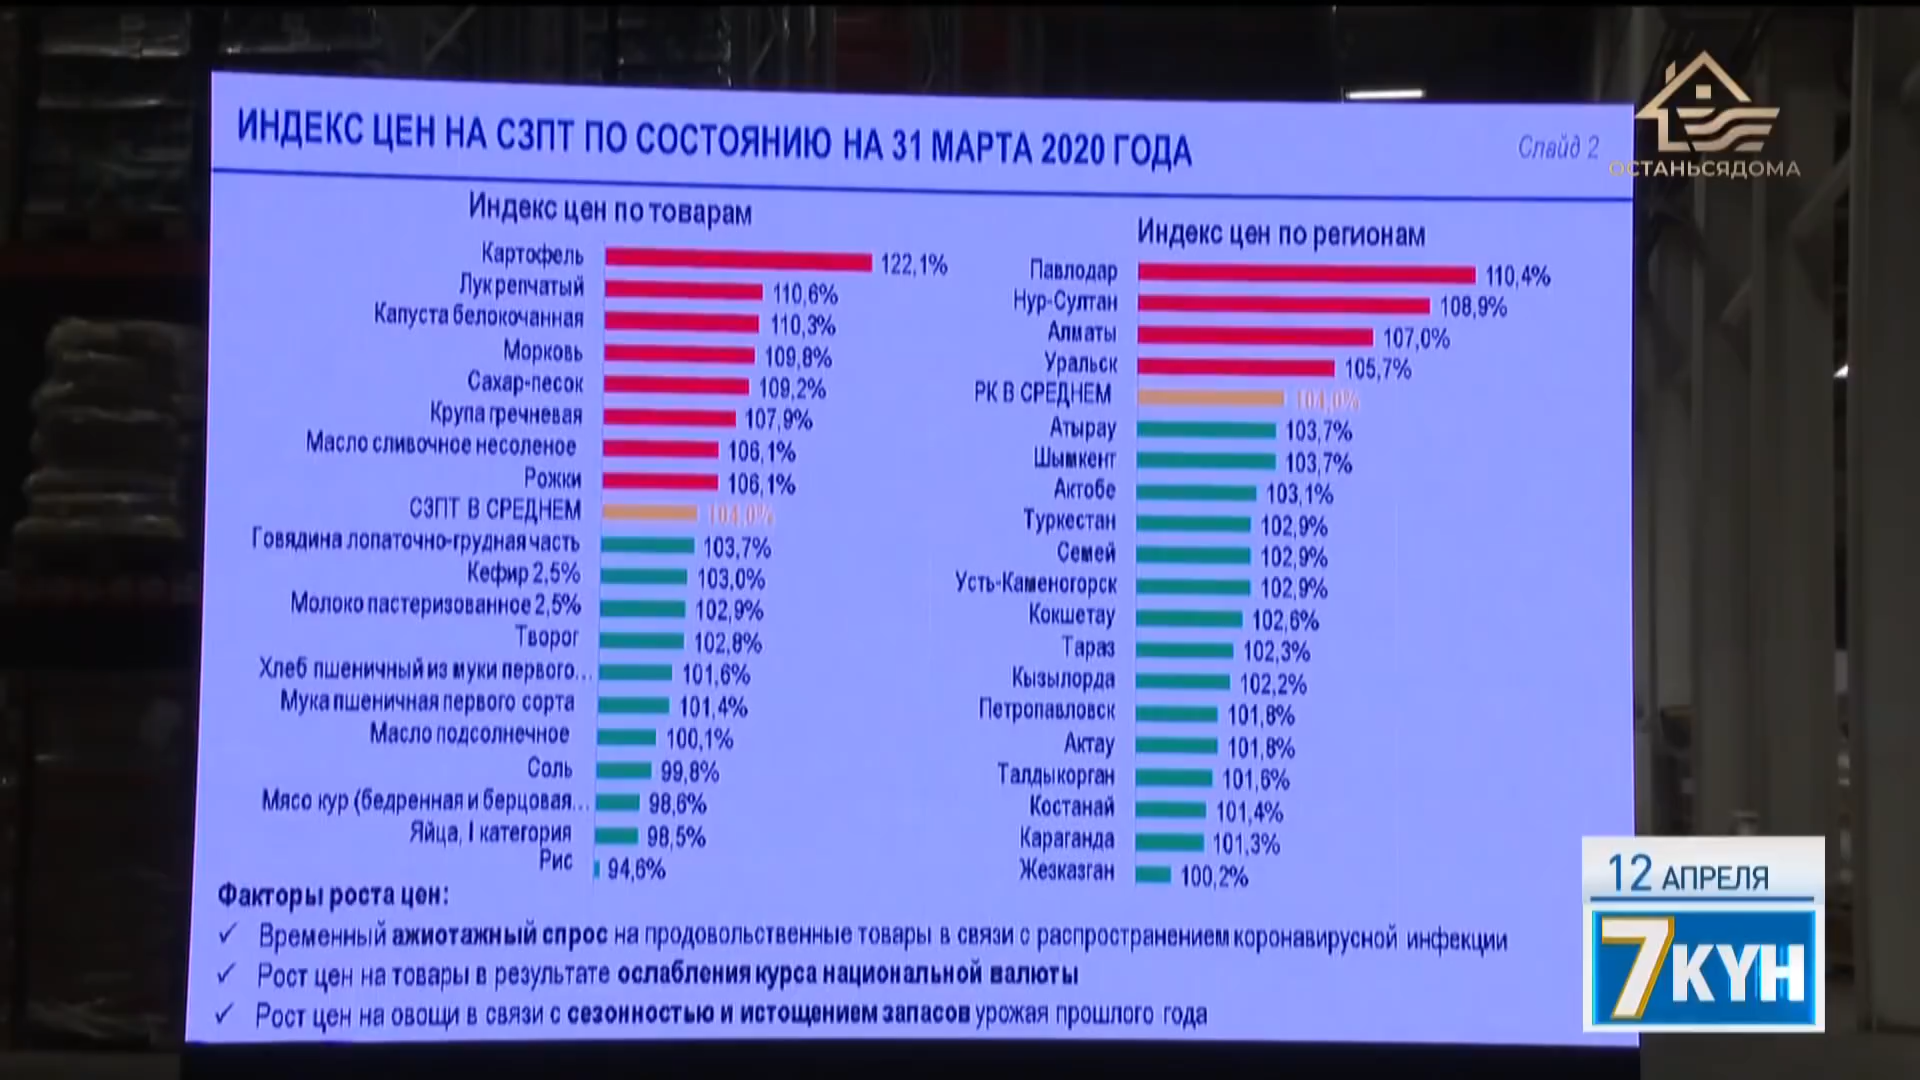 ИНДЕКС ЦЕН НА СЗПТ ПО СОСТОЯНИЮ НА 31 МАРТА 2020 ГОДА
Слайд 2
ОСТАНЬСЯДОМА
Индекс цен по товарам
Картофель 122,1%
Лук репчатый 110,6%
Капуста белокочанная 110,3%
Морковь 109,8%
Сахар-песок 109,2%
Крупа гречневая 107,9%
Масло сливочное несоленое 106,1%
Рожки 106,1%
СЗПТ В СРЕДНЕМ 104,0%
Говядина лопаточно-грудная часть 103,7%
Кефир 2,5% 103,0%
Молоко пастеризованное 2,5% 102,9%
Творог 102,8%
Хлеб пшеничный из муки первого... 101,6%
Мука пшеничная первого сорта 101,4%
Масло подсолнечное 100,1%
Соль 99,8%
Мясо кур (бедренная и берцовая... 98,6%
Яйца, I категория 98,5%
Рис 94,6%
Индекс цен по регионам
Павлодар 110,4%
Нур-Султан 108,9%
Алматы 107,0%
Уральск 105,7%
РК В СРЕДНЕМ 104,0%
Атырау 103,7%
Шымкент 103,7%
Актобе 103,1%
Туркестан 102,9%
Семей 102,9%
Усть-Каменогорск 102,9%
Кокшетау 102,6%
Тараз 102,3%
Кызылорда 102,2%
Петропавловск 101,8%
Актау 101,8%
Талдыкорган 101,6%
Костанай 101,4%
Караганда 101,3%
Жезказган 100,2%
Факторы роста цен:
✓ Временный ажиотажный спрос на продовольственные товары в связи с распространением коронавирусной инфекции
✓ Рост цен на товары в результате ослабления курса национальной валюты
✓ Рост цен на овощи в связи с сезонностью и истощением запасов урожая прошлого года
12 АПРЕЛЯ
7 КҮН